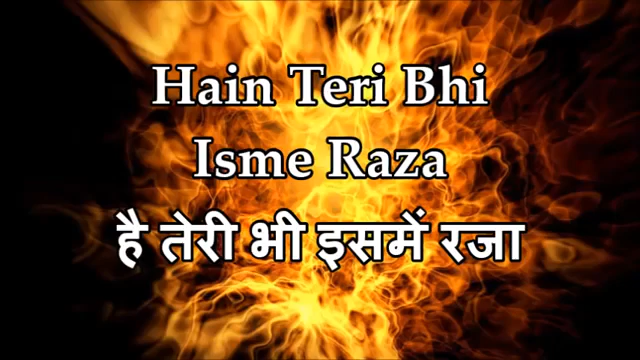 Hain Teri Bhi
Isme Raza
है तेरी भी इसमें रजा